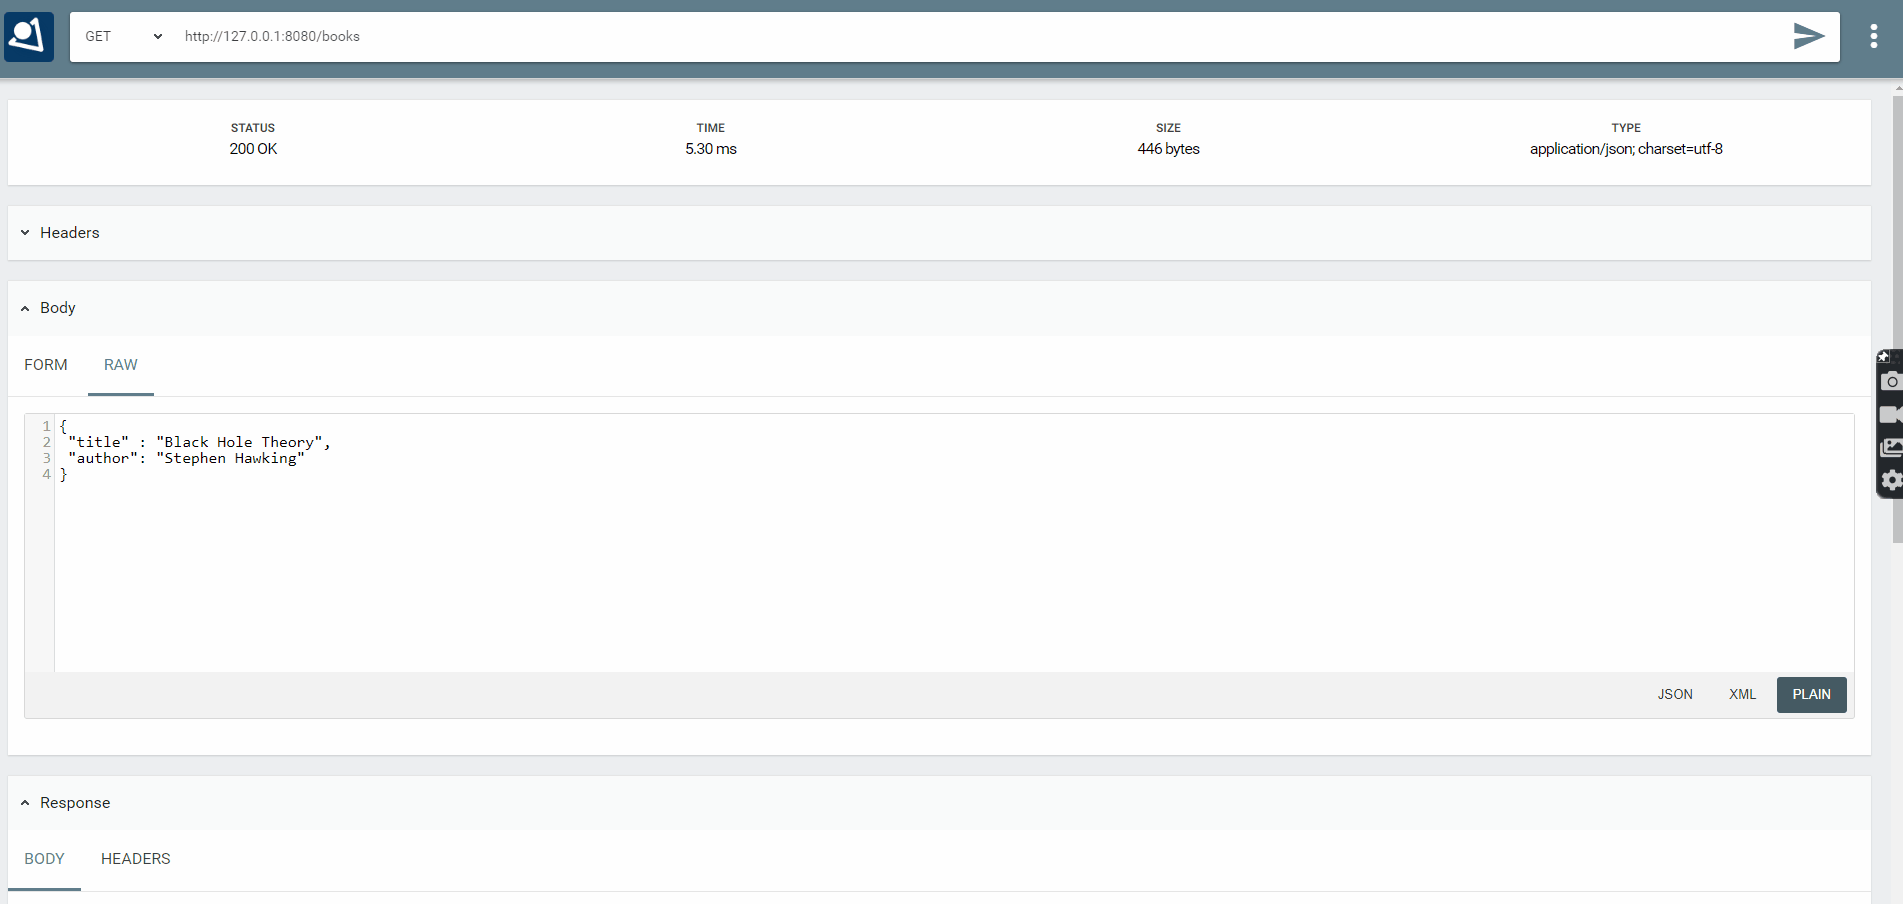 GET http://127.0.0.1:8080/books
STATUS TIME SIZE TYPE
200 OK 5.30 ms 446 bytes application/json; charset=utf-8
Headers
Body
FORM RAW
1 {
2 "title" : "Black Hole Theory",
3 "author": "Stephen Hawking"
4 }
JSON XML PLAIN
Response
BODY HEADERS